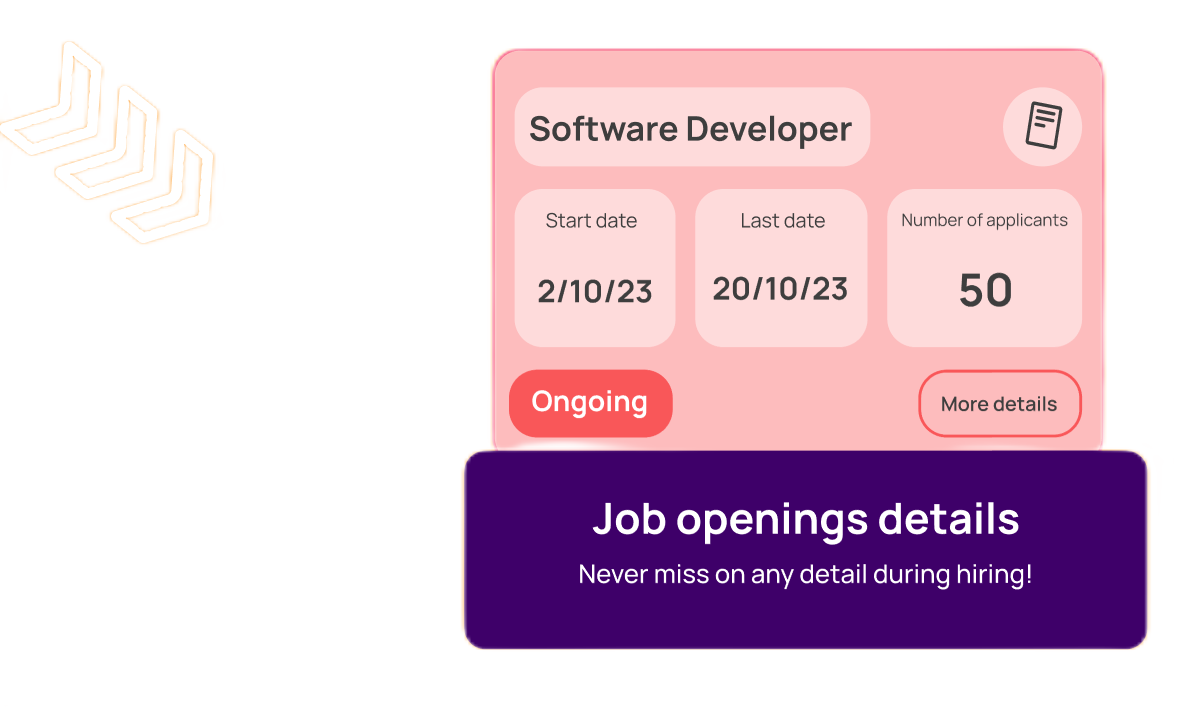 Software Developer
Start date
Last date
Number of applicants
2/10/23
20/10/23
50
Ongoing
More details
Job openings details
Never miss on any detail during hiring!